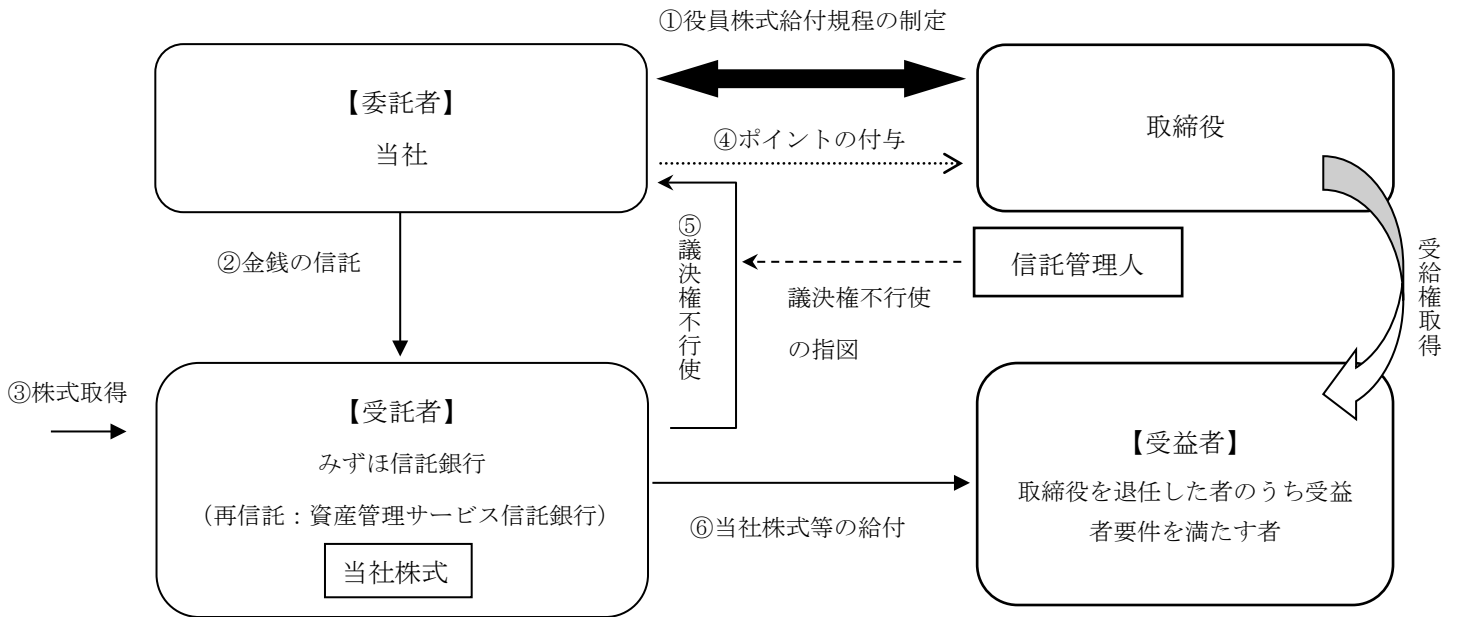 ①役員株式給付規程の制定
【委託者】
当社
取締役
④ポイントの付与
②金銭の信託
⑤議決権不行使
信託管理人
議決権不行使
の指図
受給権取得
③株式取得
【受託者】
みずほ信託銀行
（再信託：資産管理サービス信託銀行）
当社株式
⑥当社株式等の給付
【受益者】
取締役を退任した者のうち受益
者要件を満たす者